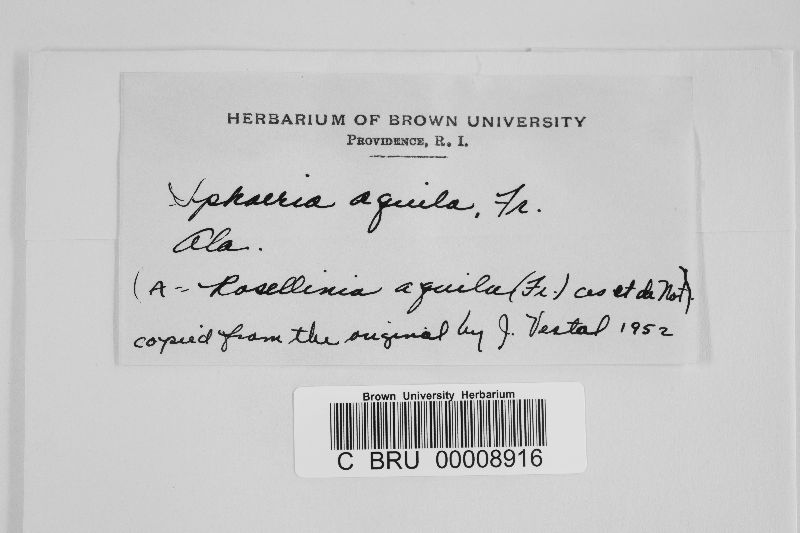 HERBARIUM OF BROWN UNIVERSITY
PROVIDENCE, R. I.
Sphaeria aquila, Fr.
Ala.
(A = Rosellinia aquila (Fr.) ces et de Not).
copied from the original by J. Vestal 1952
Brown University Herbarium
C BRU 00008916